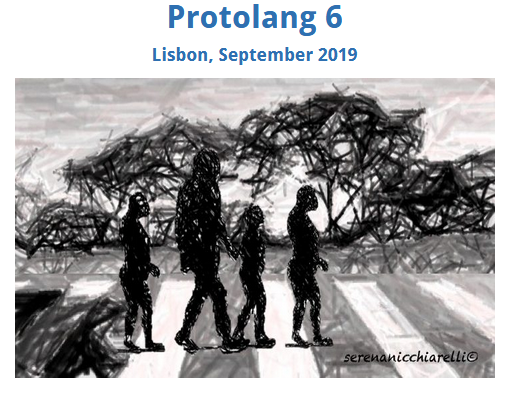 Protolang 6
Lisbon, September 2019
serenanicchiarelli©